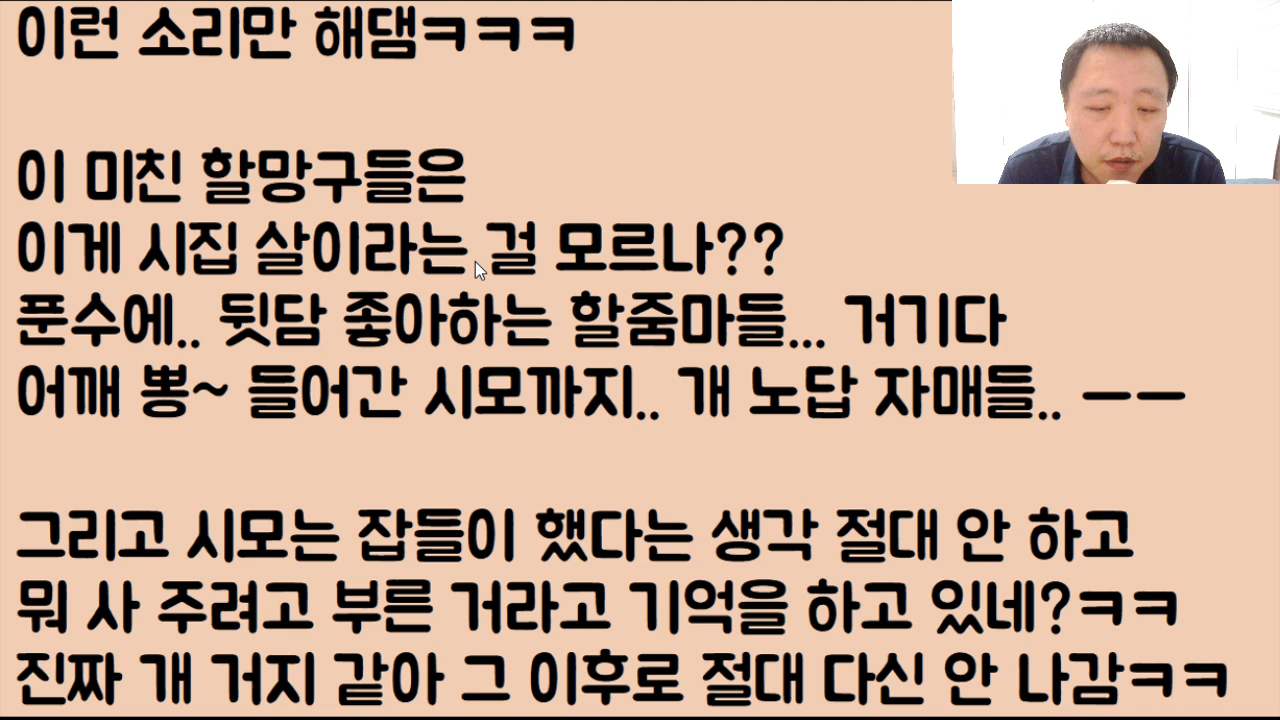 이런 소리만 해댐ㅋㅋㅋ
이 미친 할망구들은
이게 시집 살이라는 걸 모르나??
푼수에.. 뒷담 좋아하는 할줌마들... 거기다
어깨 뽕~ 들어간 시모까지.. 개 노답 자매들.. ㅡㅡ
그리고 시모는 잡들이 했다는 생각 절대 안 하고
뭐 사 주려고 부른 거라고 기억을 하고 있네?ㅋㅋ
진짜 개 거지 같아 그 이후로 절대 다신 안 나감ㅋㅋ